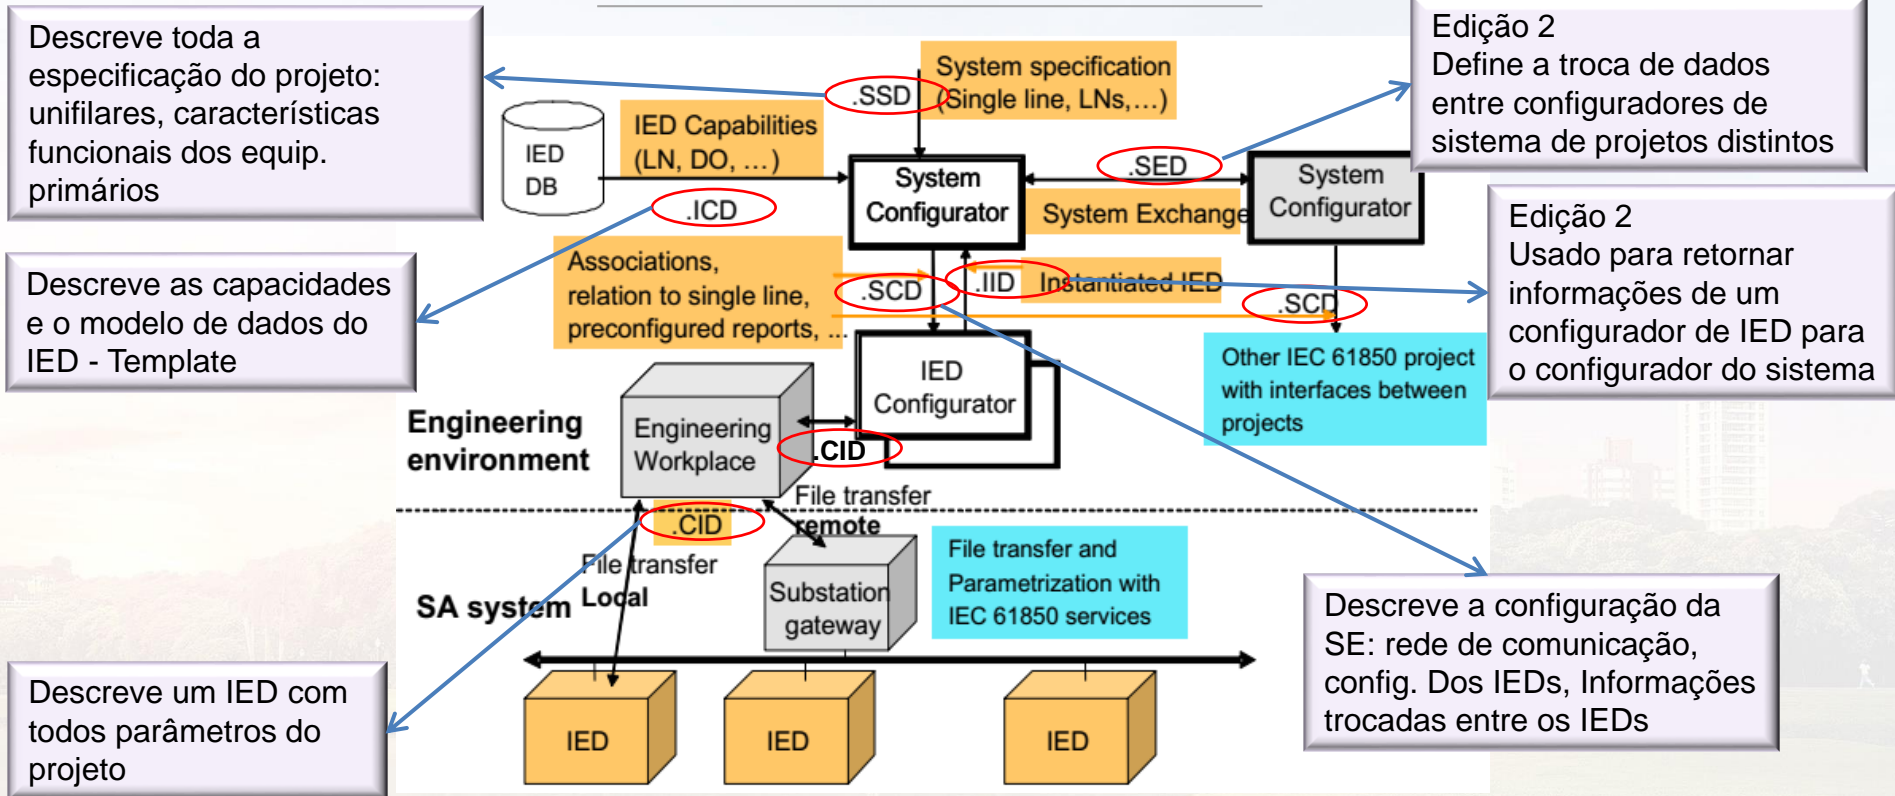 Descreve toda a
especificação do projeto:
unifilares, características
funcionais dos equip.
primários
System specification
(Single line, LNs,…)
.SSD
Edição 2
Define a troca de dados
entre configuradores de
sistema de projetos distintos
IED
DB
IED Capabilities
(LN, DO, …)
.ICD
System
Configurator
.SED
System Exchange
System
Configurator
Edição 2
Usado para retornar
informações de um
configurador de IED para
o configurador do sistema
Descreve as capacidades
e o modelo de dados do
IED - Template
Associations,
relation to single line,
preconfigured reports, ...
.SCD
.IID
Instantiated IED
.SCD
IED
Configurator
Other IEC 61850 project
with interfaces between
projects
Engineering
environment
Engineering
Workplace
.CID
File transfer
remote
.CID
File transfer
Local
SA system
Substation
gateway
File transfer and
Parametrization with
IEC 61850 services
Descreve a configuração da
SE: rede de comunicação,
config. Dos IEDs, Informações
trocadas entre os IEDs
Descreve um IED com
todos parâmetros do
projeto
IED
IED
IED